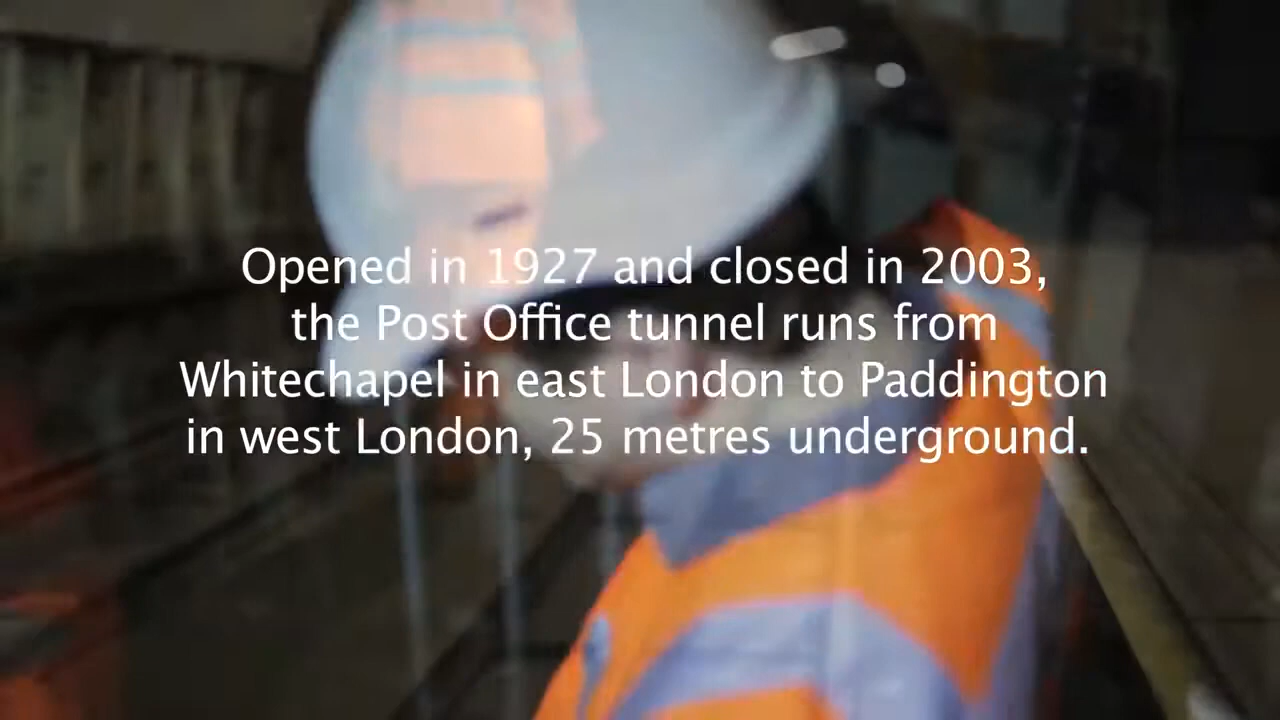 Opened in 1927 and closed in 2003,
the Post Office tunnel runs from
Whitechapel in east London to Paddington
in west London, 25 metres underground.